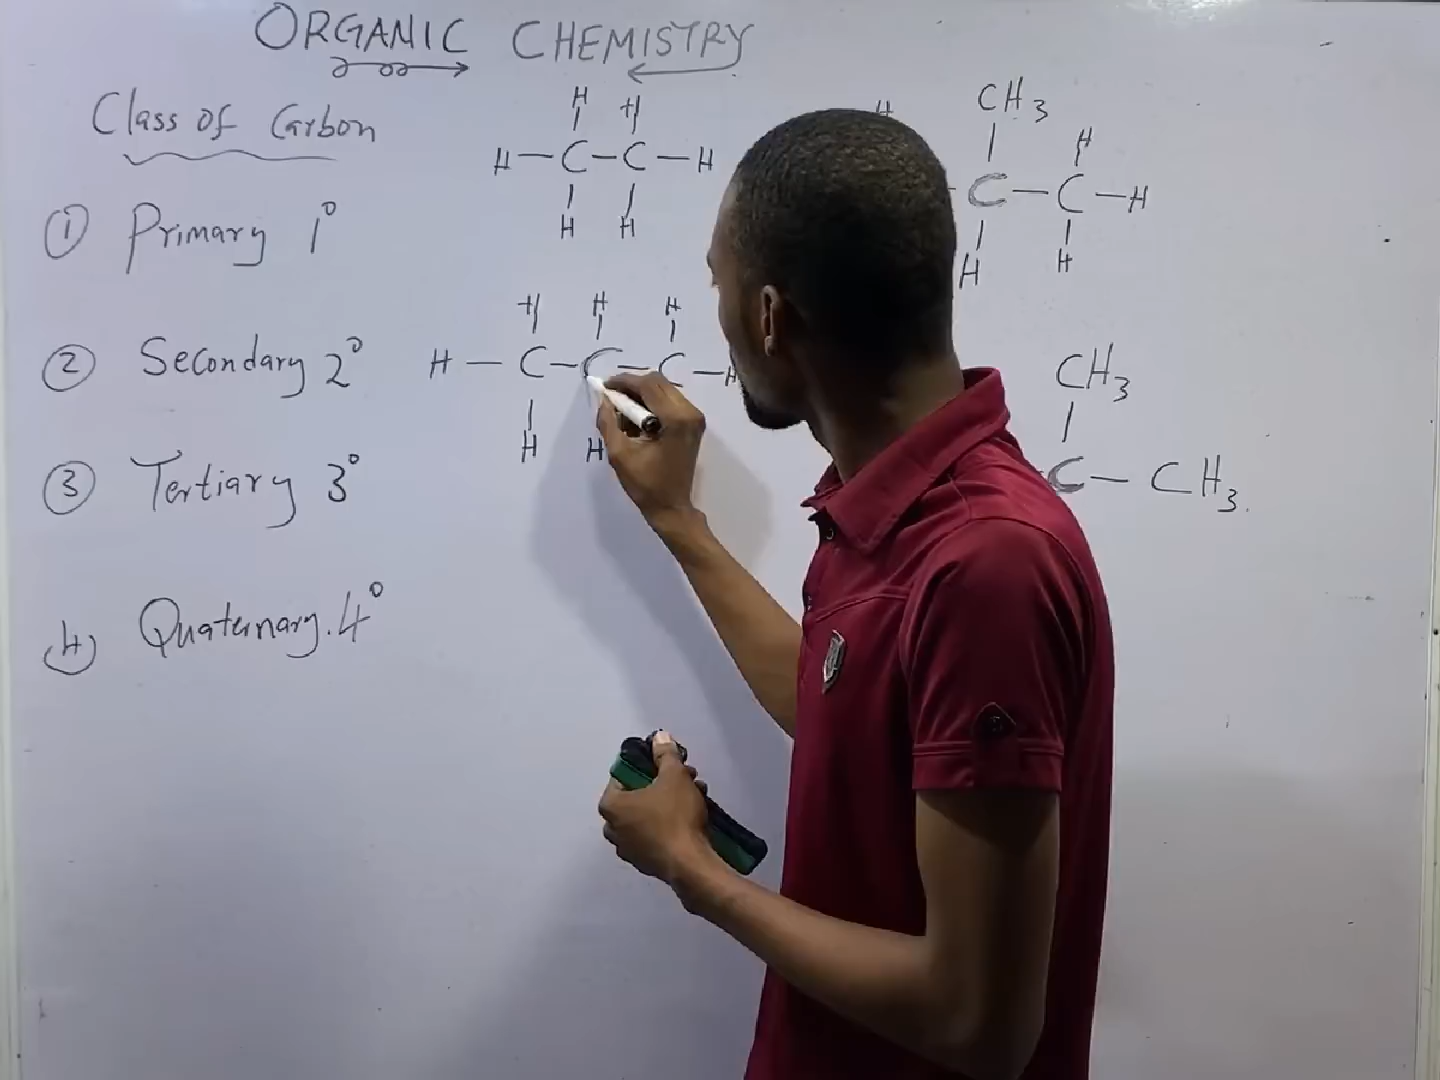 ORGANIC CHEMISTRY
Class of Carbon
① Primary 1°
② Secondary 2°
③ Tertiary 3°
④ Quaternary. 4°
H H
H—C—C—H
H H
H H H
H—C—C—C—H
H H
H CH3 H
C—C—H
H H
CH3
C—CH3.